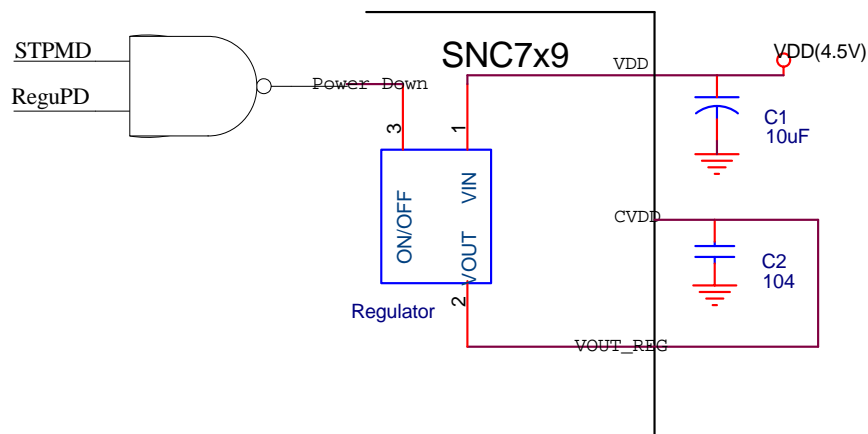 STPMD
ReguPD
Power Down
SNC7x9
VDD
VDD(4.5V)
3
1
C1
10uF
ON/OFF
VIN
VOUT
CVDD
C2
104
Regulator
2
VOUT_REG